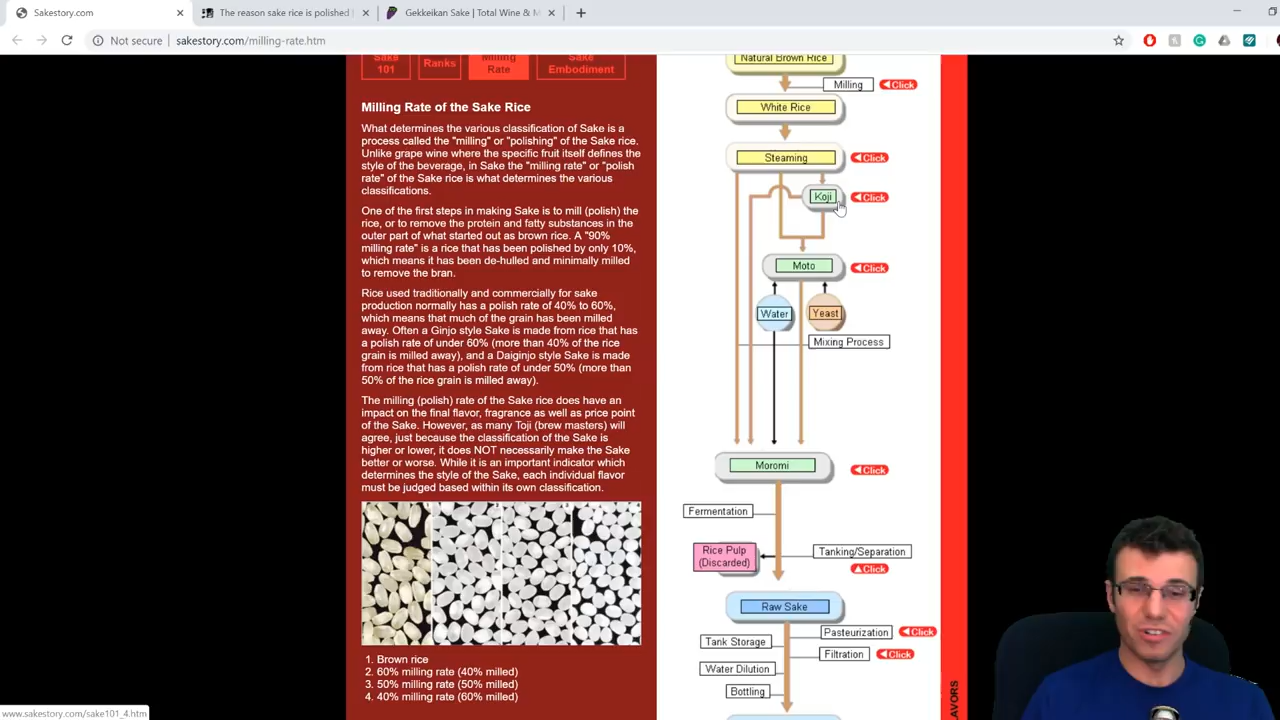 Sakestory.com
The reason sake rice is polished
Gekkeikan Sake | Total Wine & M
Not secure
sakestory.com/milling-rate.htm
Sake
101
Ranks
Milling
Rate
Sake
Embodiment
Milling Rate of the Sake Rice
What determines the various classification of Sake is a
process called the "milling" or "polishing" of the Sake rice.
Unlike grape wine where the specific fruit itself defines the
style of the beverage, in Sake the "milling rate" or "polish
rate" of the Sake rice is what determines the various
classifications.
One of the first steps in making Sake is to mill (polish) the
rice, or to remove the protein and fatty substances in the
outer part of what started out as brown rice. A "90%
milling rate" is a rice that has been polished by only 10%,
which means it has been de-hulled and minimally milled
to remove the bran.
Rice used traditionally and commercially for sake
production normally has a polish rate of 40% to 60%,
which means that much of the grain has been milled
away. Often a Ginjo style Sake is made from rice that has
a polish rate of under 60% (more than 40% of the rice
grain is milled away), and a Daiginjo style Sake is made
from rice that has a polish rate of under 50% (more than
50% of the rice grain is milled away).
The milling (polish) rate of the Sake rice does have an
impact on the final flavor, fragrance as well as price point
of the Sake. However, as many Toji (brew masters) will
agree, just because the classification of the Sake is
higher or lower, it does NOT necessarily make the Sake
better or worse. While it is an important indicator which
determines the style of the Sake, each individual flavor
must be judged based within its own classification.
1. Brown rice
2. 60% milling rate (40% milled)
3. 50% milling rate (50% milled)
4. 40% milling rate (60% milled)
Natural Brown Rice
Milling
Click
White Rice
Steaming
Click
Koji
Click
Moto
Click
Water
Yeast
Mixing Process
Moromi
Click
Fermentation
Rice Pulp
(Discarded)
Tanking/Separation
Click
Raw Sake
Pasteurization
Click
Tank Storage
Filtration
Click
Water Dilution
Bottling
AVORS
www.sakestory.com/sake101_4.htm